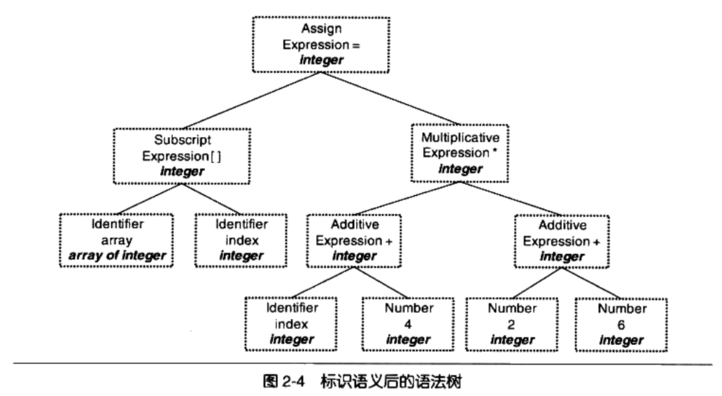 Assign
Expression =
integer
Subscript
Expression[ ]
integer
Multiplicative
Expression *
integer
Identifier
array
array of integer
Identifier
index
integer
Additive
Expression +
integer
Additive
Expression +
integer
Identifier
index
integer
Number
4
integer
Number
2
integer
Number
6
integer
图 2-4 标识语义后的语法树